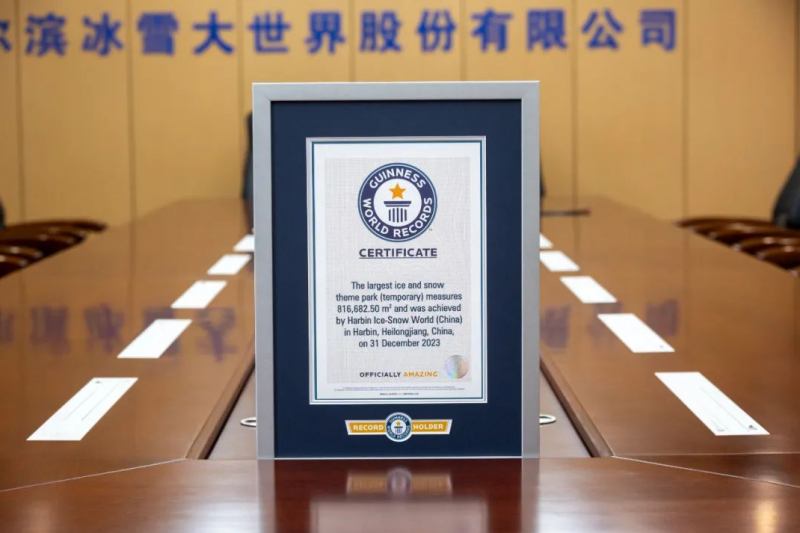 尔滨冰雪大世界股份有限公司
GUINNESS
WORLD RECORDS
CERTIFICATE
The largest ice and snow
theme park (temporary) measures
816,682.50 m² and was achieved
by Harbin Ice-Snow World (China)
in Harbin, Heilongjiang, China,
on 31 December 2023
OFFICIALLY AMAZING
RECORD HOLDER